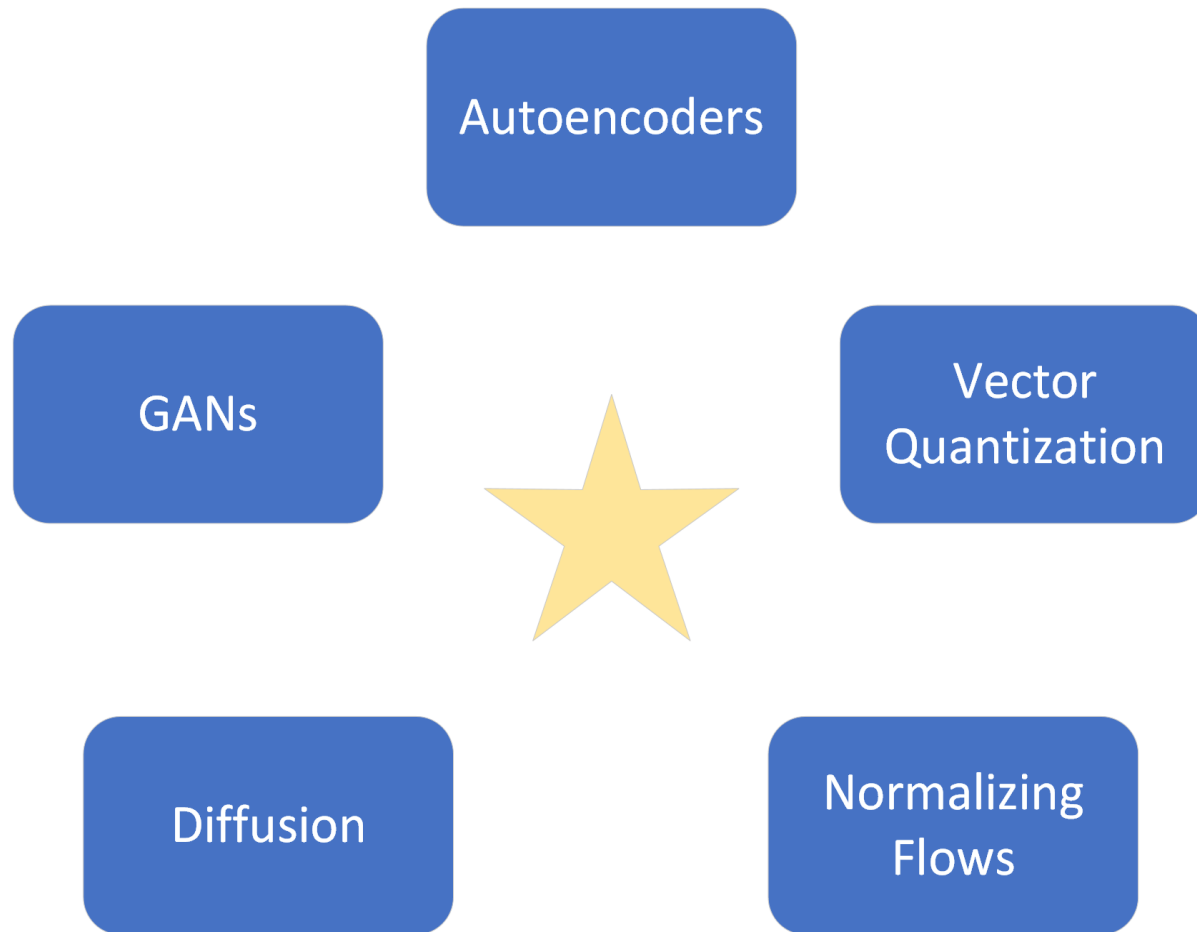 Autoencoders
GANs
Vector
Quantization
Diffusion
Normalizing
Flows